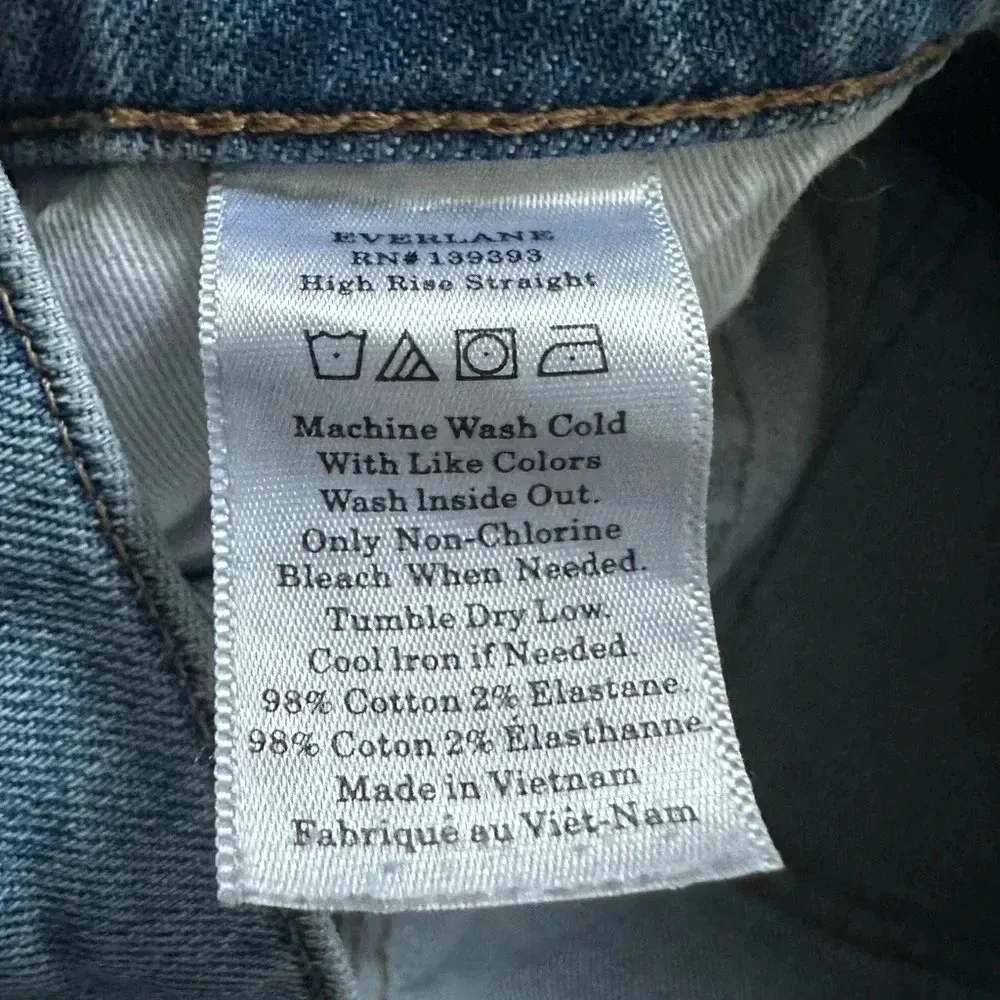 EVERLANE
RN# 139393
High Rise Straight
Machine Wash Cold
With Like Colors
Wash Inside Out.
Only Non-Chlorine
Bleach When Needed.
Tumble Dry Low.
Cool Iron if Needed.
98% Cotton 2% Elastane.
98% Coton 2% Élasthanne.
Made in Vietnam
Fabriqué au Viêt-Nam